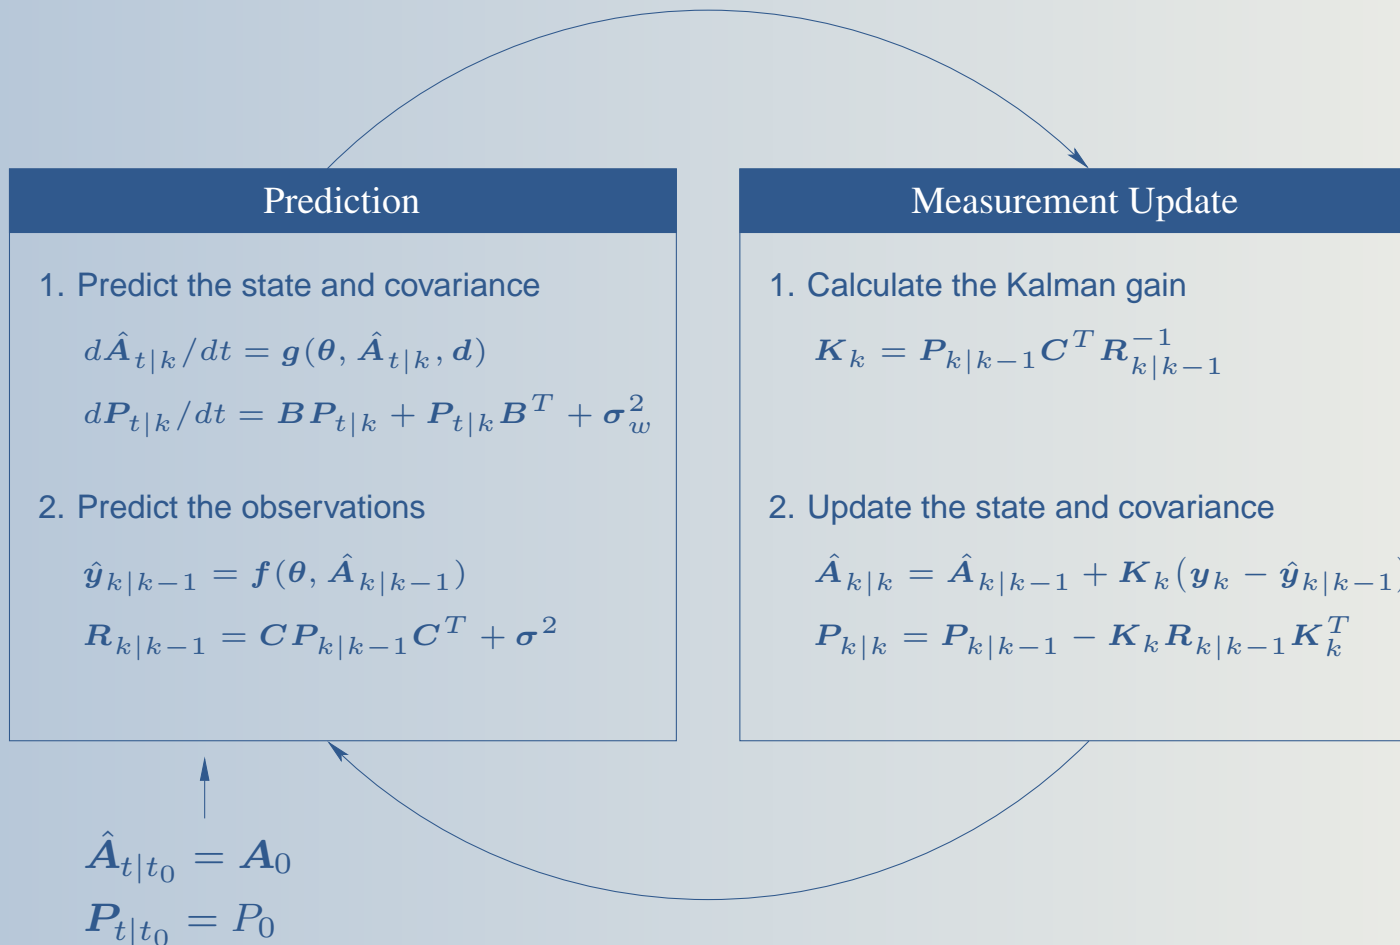 Prediction
1. Predict the state and covariance
dÂ_{t|k}/dt = g(θ, Â_{t|k}, d)
dP_{t|k}/dt = BP_{t|k} + P_{t|k}B^T + σ_w^2
2. Predict the observations
ŷ_{k|k−1} = f(θ, Â_{k|k−1})
R_{k|k−1} = CP_{k|k−1}C^T + σ^2
Â_{t|t_0} = A_0
P_{t|t_0} = P_0
Measurement Update
1. Calculate the Kalman gain
K_k = P_{k|k−1}C^T R_{k|k−1}^{−1}
2. Update the state and covariance
Â_{k|k} = Â_{k|k−1} + K_k(y_k − ŷ_{k|k−1})
P_{k|k} = P_{k|k−1} − K_k R_{k|k−1}K_k^T